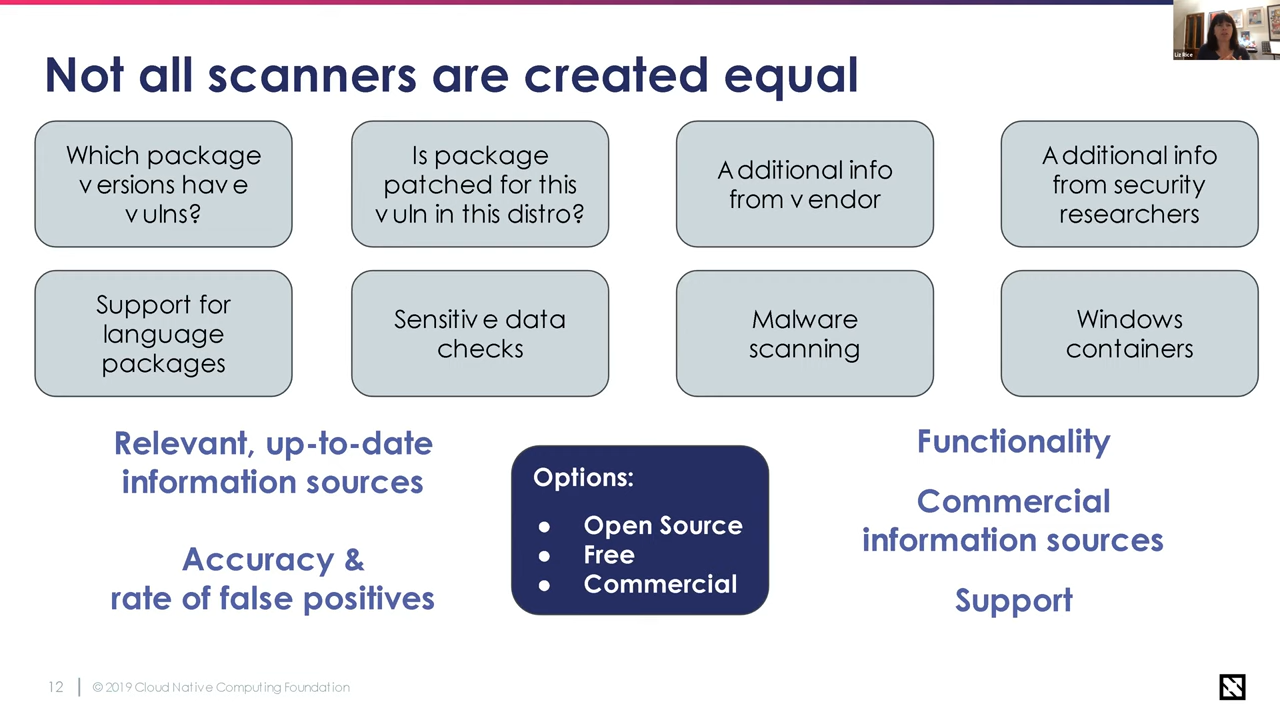 Not all scanners are created equal
Which package
versions have
vulns?
Is package
patched for this
vuln in this distro?
Additional info
from vendor
Additional info
from security
researchers
Support for
language
packages
Sensitive data
checks
Malware
scanning
Windows
containers
Relevant, up-to-date
information sources
Accuracy &
rate of false positives
Options:
● Open Source
● Free
● Commercial
Functionality
Commercial
information sources
Support
12
© 2019 Cloud Native Computing Foundation
Liz Rice